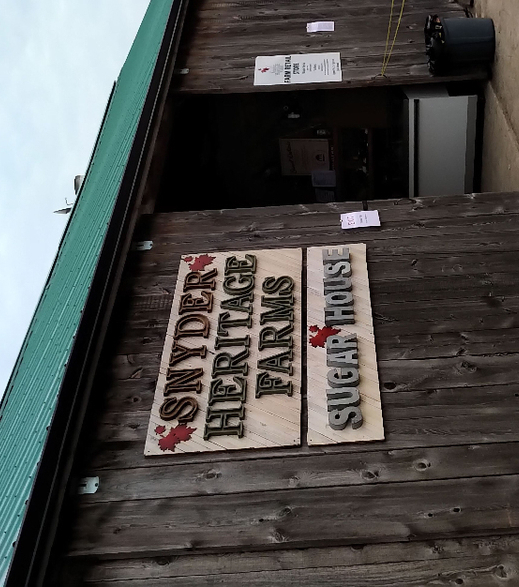 SNYDER
HERITAGE
FARMS
SUGAR HOUSE
FARM RETAIL
STORE